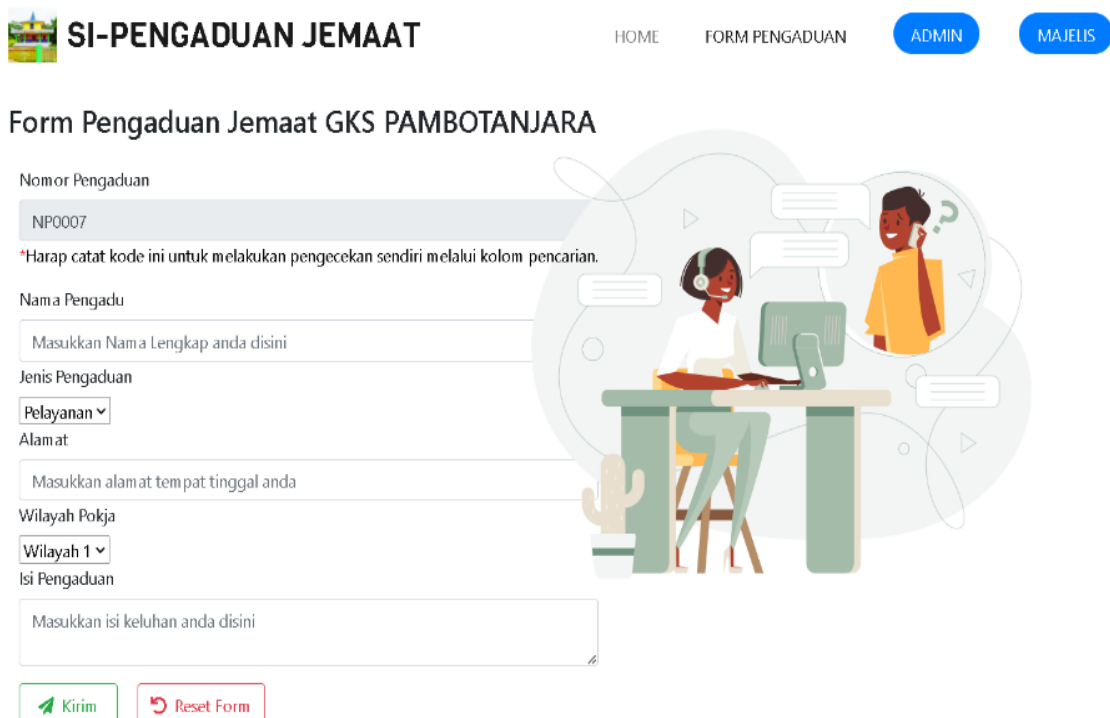 SI-PENGADUAN JEMAAT
HOME
FORM PENGADUAN
ADMIN
MAJELIS
Form Pengaduan Jemaat GKS PAMBOTANJARA
Nomor Pengaduan
NP0007
*Harap catat kode ini untuk melakukan pengecekan sendiri melalui kolom pencarian.
Nama Pengadu
Masukkan Nama Lengkap anda disini
Jenis Pengaduan
Pelayanan
Alamat
Masukkan alamat tempat tinggal anda
Wilayah Pokja
Wilayah 1
Isi Pengaduan
Masukkan isi keluhan anda disini
Kirim
Reset Form